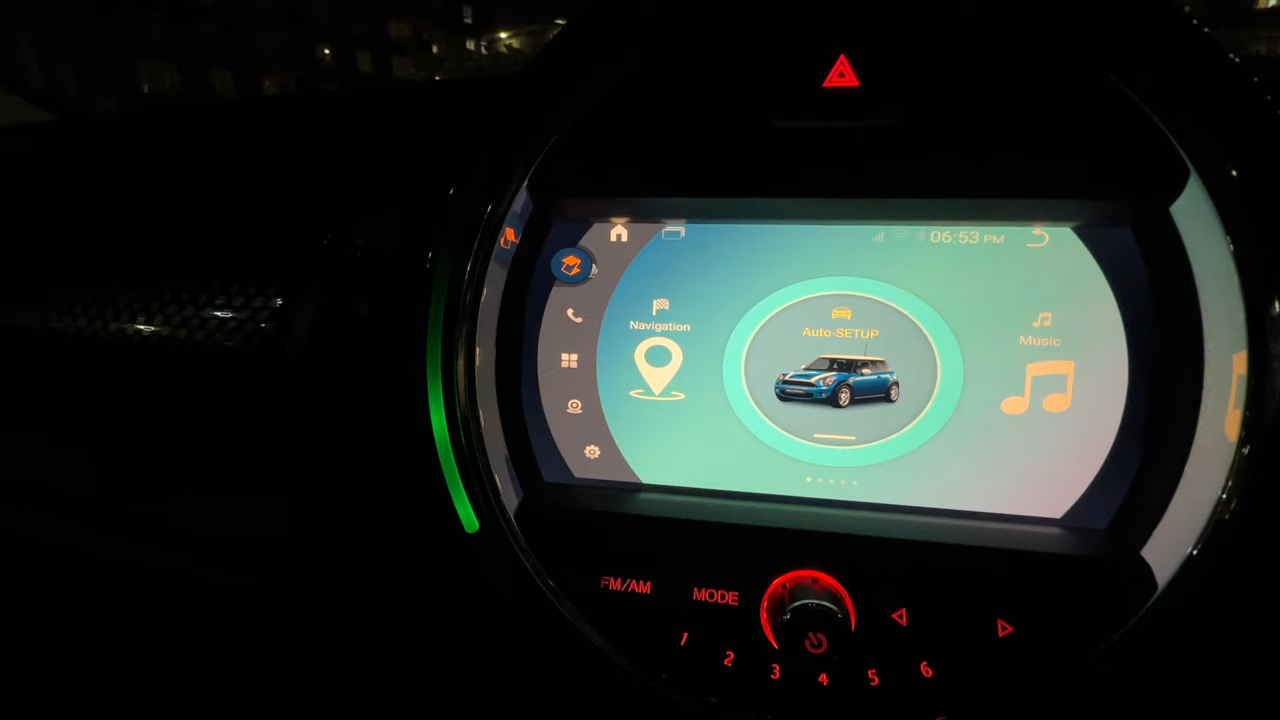 06:53 PM
Navigation
Auto-SETUP
Music
FM/AM
MODE
1 2 3 4 5 6